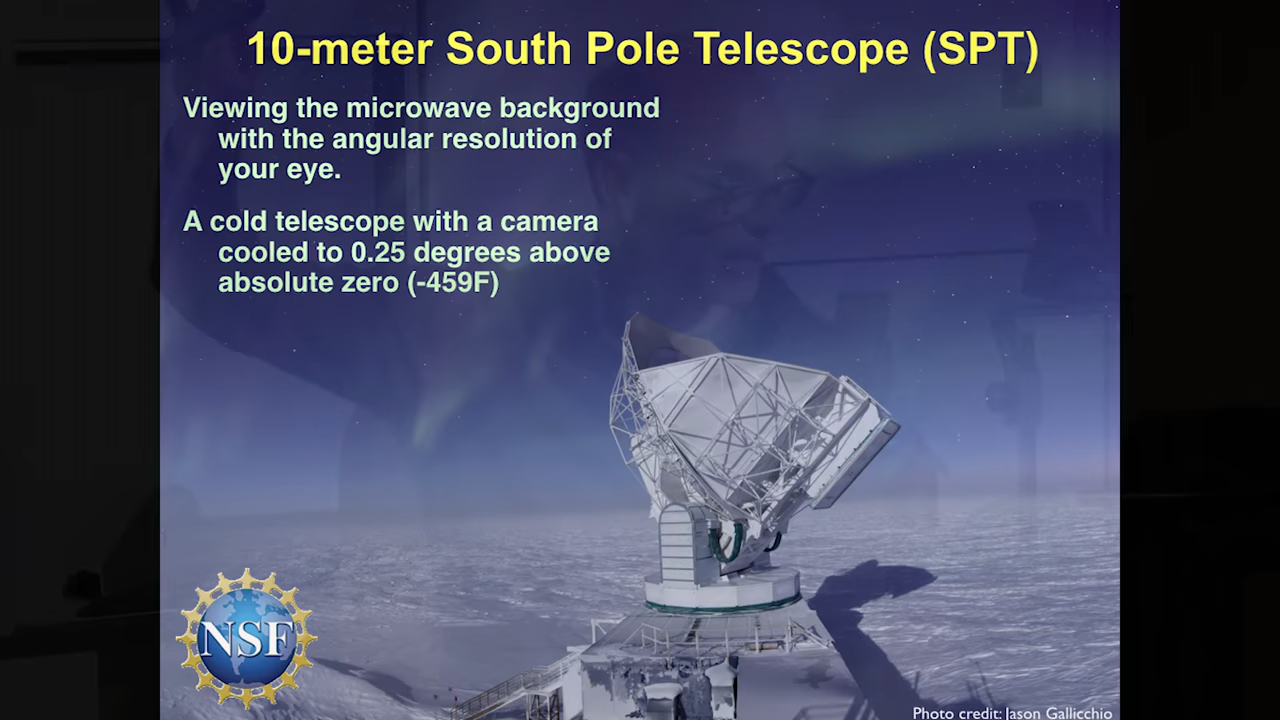 10-meter South Pole Telescope (SPT)
Viewing the microwave background
with the angular resolution of
your eye.
A cold telescope with a camera
cooled to 0.25 degrees above
absolute zero (-459F)
NSF
Photo credit: Jason Gallicchio